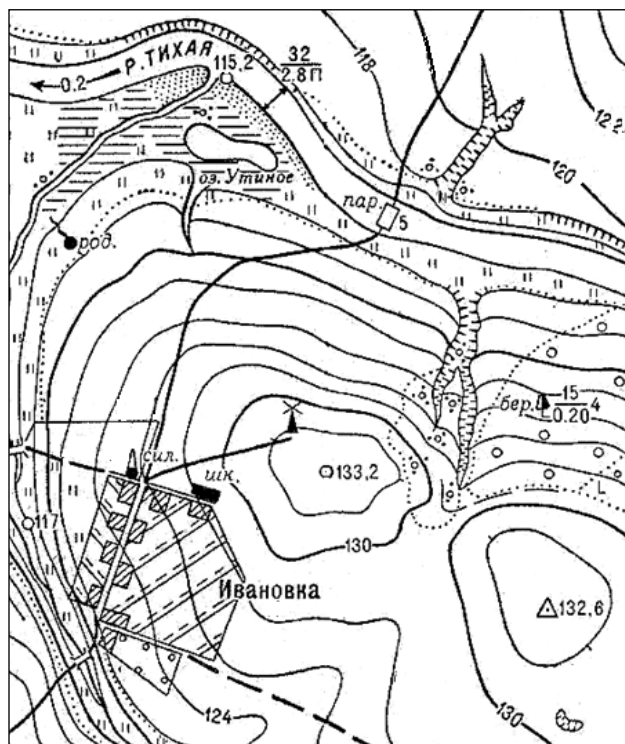 Р. ТИХАЯ
0.2
115,2
32
2,8 П
118
122
120
оз. Утиное
пар.
5
род.
бер.
15
0.20
4
сил.
шк.
133,2
117
130
Ивановка
132,6
124
130